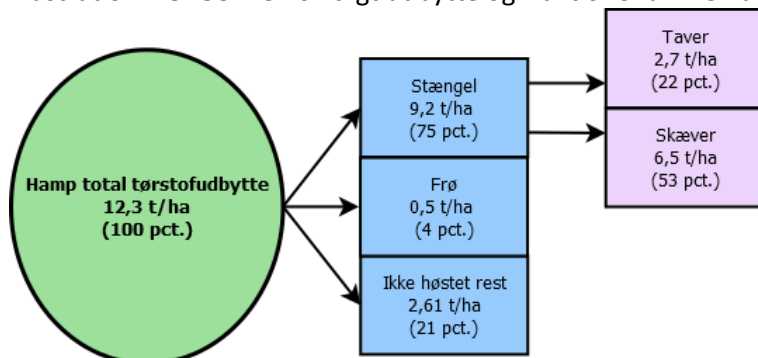 Hamp total tørstofudbytte
12,3 t/ha
(100 pct.)
Stængel
9,2 t/ha
(75 pct.)
Frø
0,5 t/ha
(4 pct.)
Ikke høstet rest
2,61 t/ha
(21 pct.)
Taver
2,7 t/ha
(22 pct.)
Skæver
6,5 t/ha
(53 pct.)